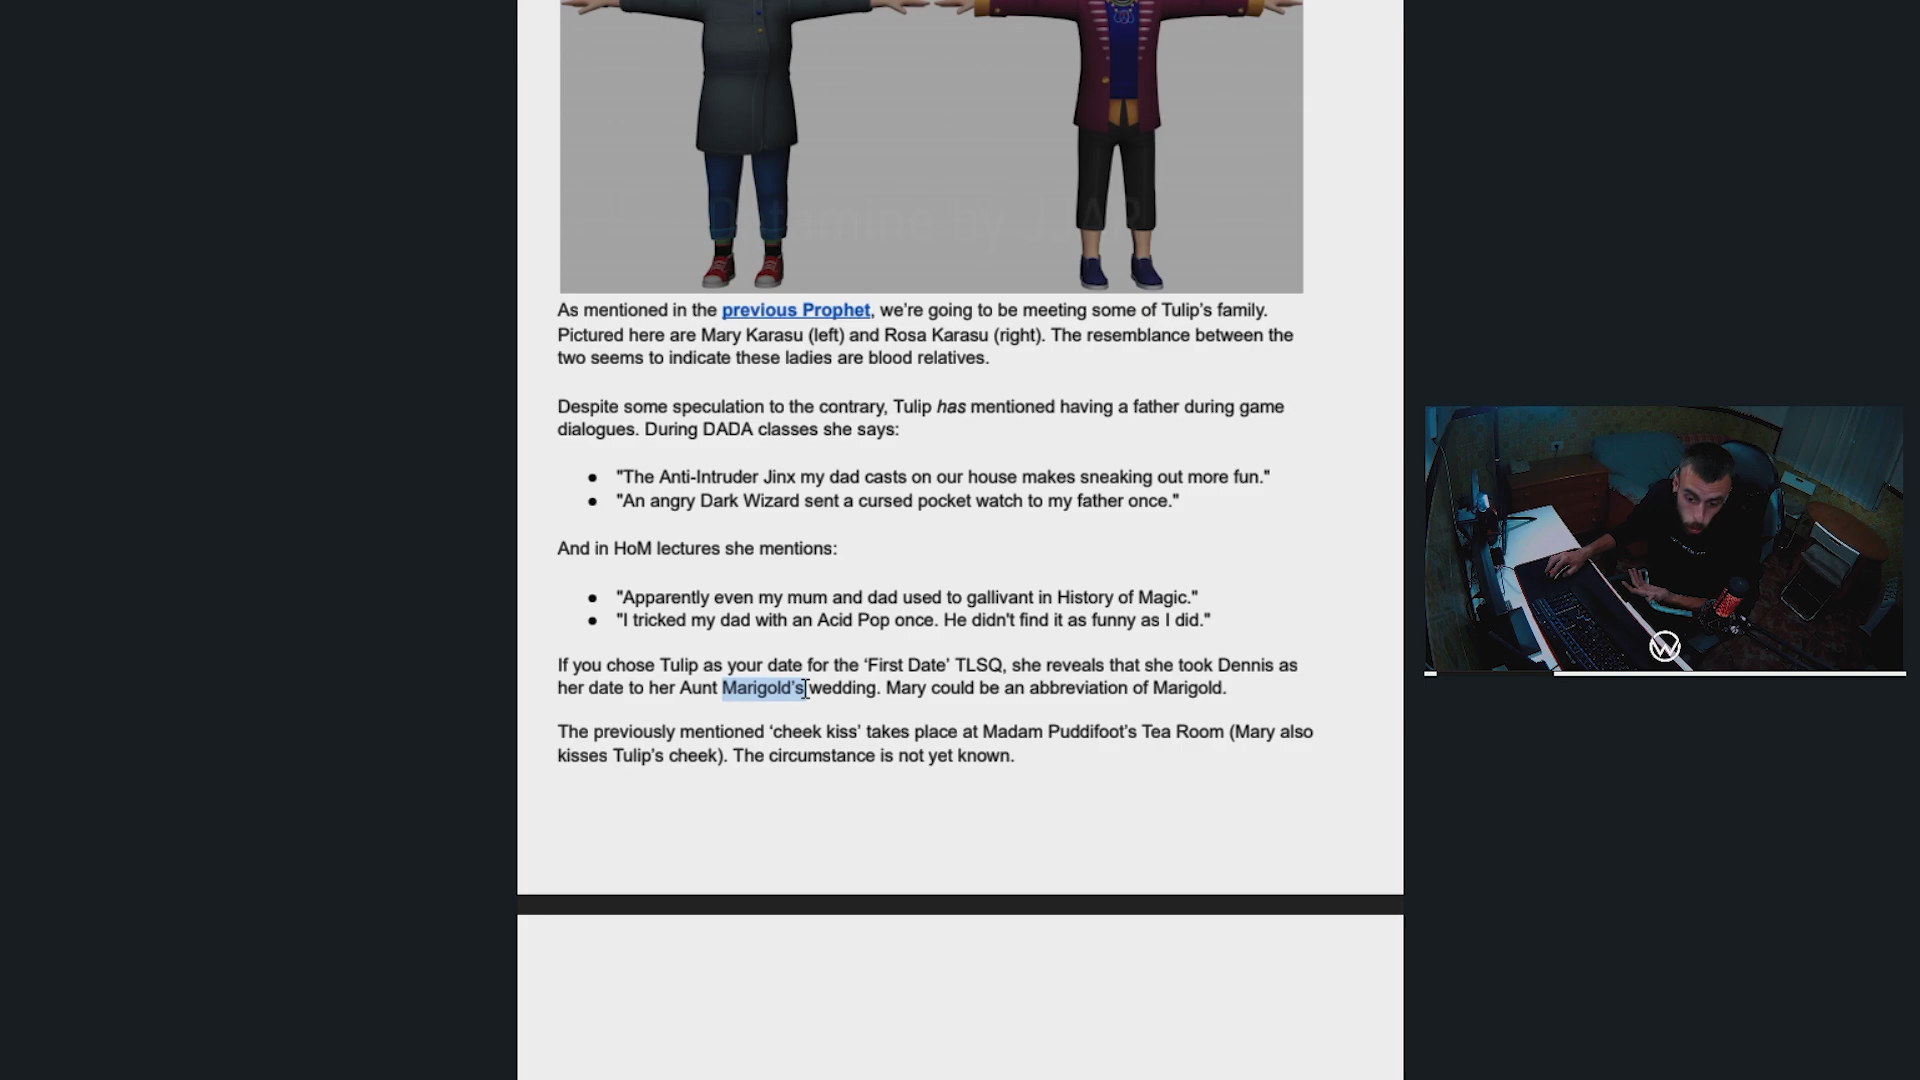 As mentioned in the previous Prophet, we’re going to be meeting some of Tulip’s family.
Pictured here are Mary Karasu (left) and Rosa Karasu (right). The resemblance between the
two seems to indicate these ladies are blood relatives.
Despite some speculation to the contrary, Tulip has mentioned having a father during game
dialogues. During DADA classes she says:
● "The Anti-Intruder Jinx my dad casts on our house makes sneaking out more fun."
● "An angry Dark Wizard sent a cursed pocket watch to my father once."
And in HoM lectures she mentions:
● "Apparently even my mum and dad used to gallivant in History of Magic."
● "I tricked my dad with an Acid Pop once. He didn't find it as funny as I did."
If you chose Tulip as your date for the ‘First Date’ TLSQ, she reveals that she took Dennis as
her date to her Aunt Marigold’s wedding. Mary could be an abbreviation of Marigold.
The previously mentioned ‘cheek kiss’ takes place at Madam Puddifoot’s Tea Room (Mary also
kisses Tulip’s cheek). The circumstance is not yet known.